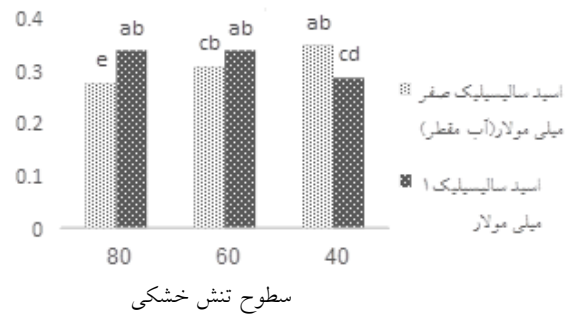 0.4
0.3
0.2
0.1
0
e
ab
cb
ab
ab
cd
80
60
40
سطوح تنش خشکی
اسید سالیسیلیک صفر
میلی مولار(آب مقطر)
اسید سالیسیلیک ۱
میلی مولار